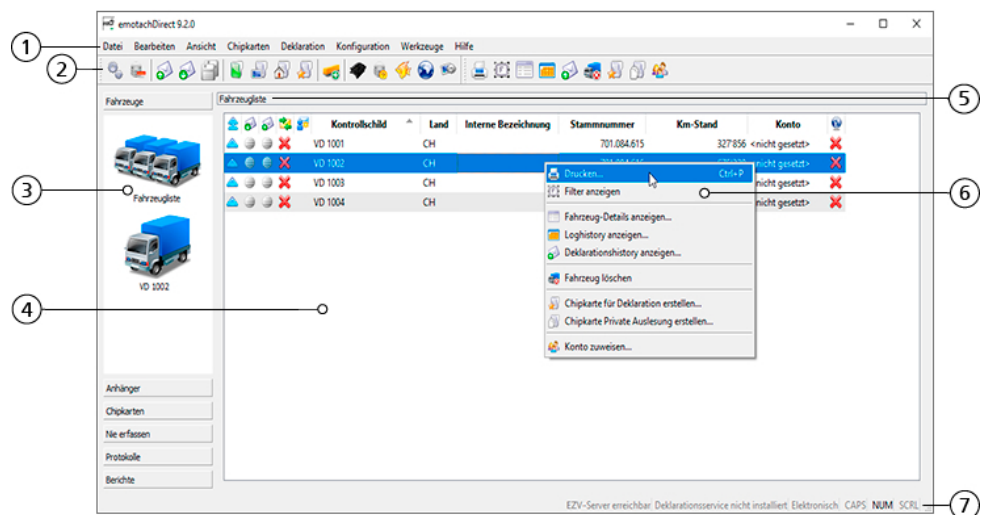 emotachDirect 9.2.0
1
Datei Bearbeiten Ansicht Chipkarten Deklaration Konfiguration Werkzeuge Hilfe
2
Fahrzeuge
Fahrzeugliste
5
Kontrollschild Land Interne Bezeichnung Stammnummer Km-Stand Konto
VD 1001 CH 701.084.615 327'856 <nicht gesetzt>
VD 1002 CH <nicht gesetzt>
VD 1003 CH nicht gesetzt>
VD 1004 CH nicht gesetzt>
Drucken... Ctrl+P
Filter anzeigen
6
Fahrzeug-Details anzeigen...
Loghistory anzeigen...
Deklarationshistory anzeigen...
Fahrzeug löschen
Chipkarte für Deklaration erstellen...
Chipkarte Private Auslesung erstellen...
Konto zuweisen...
3
Fahrzeugliste
VD 1002
4
Anhänger
Chipkarten
Nie erfassen
Protokolle
Berichte
EZV-Server erreichbar Deklarationsservice nicht installiert Elektronisch CAPS NUM SCRL
7